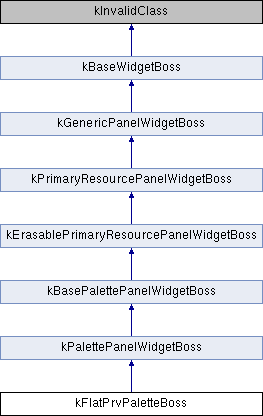 kInvalidClass
kBaseWidgetBoss
kGenericPanelWidgetBoss
kPrimaryResourcePanelWidgetBoss
kErasablePrimaryResourcePanelWidgetBoss
kBasePalettePanelWidgetBoss
kPalettePanelWidgetBoss
kFlatPrvPaletteBoss